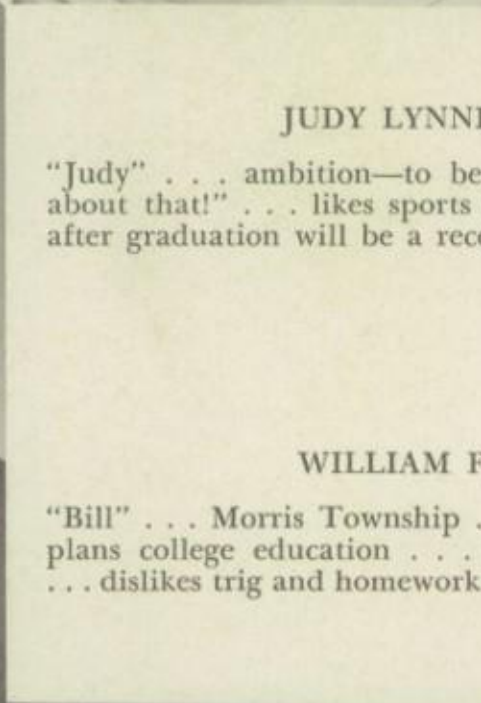 JUDY LYNN
"Judy" . . . ambition—to be
about that!" . . . likes sports
after graduation will be a rec
WILLIAM
"Bill" . . . Morris Township .
plans college education . . .
. . . dislikes trig and homework